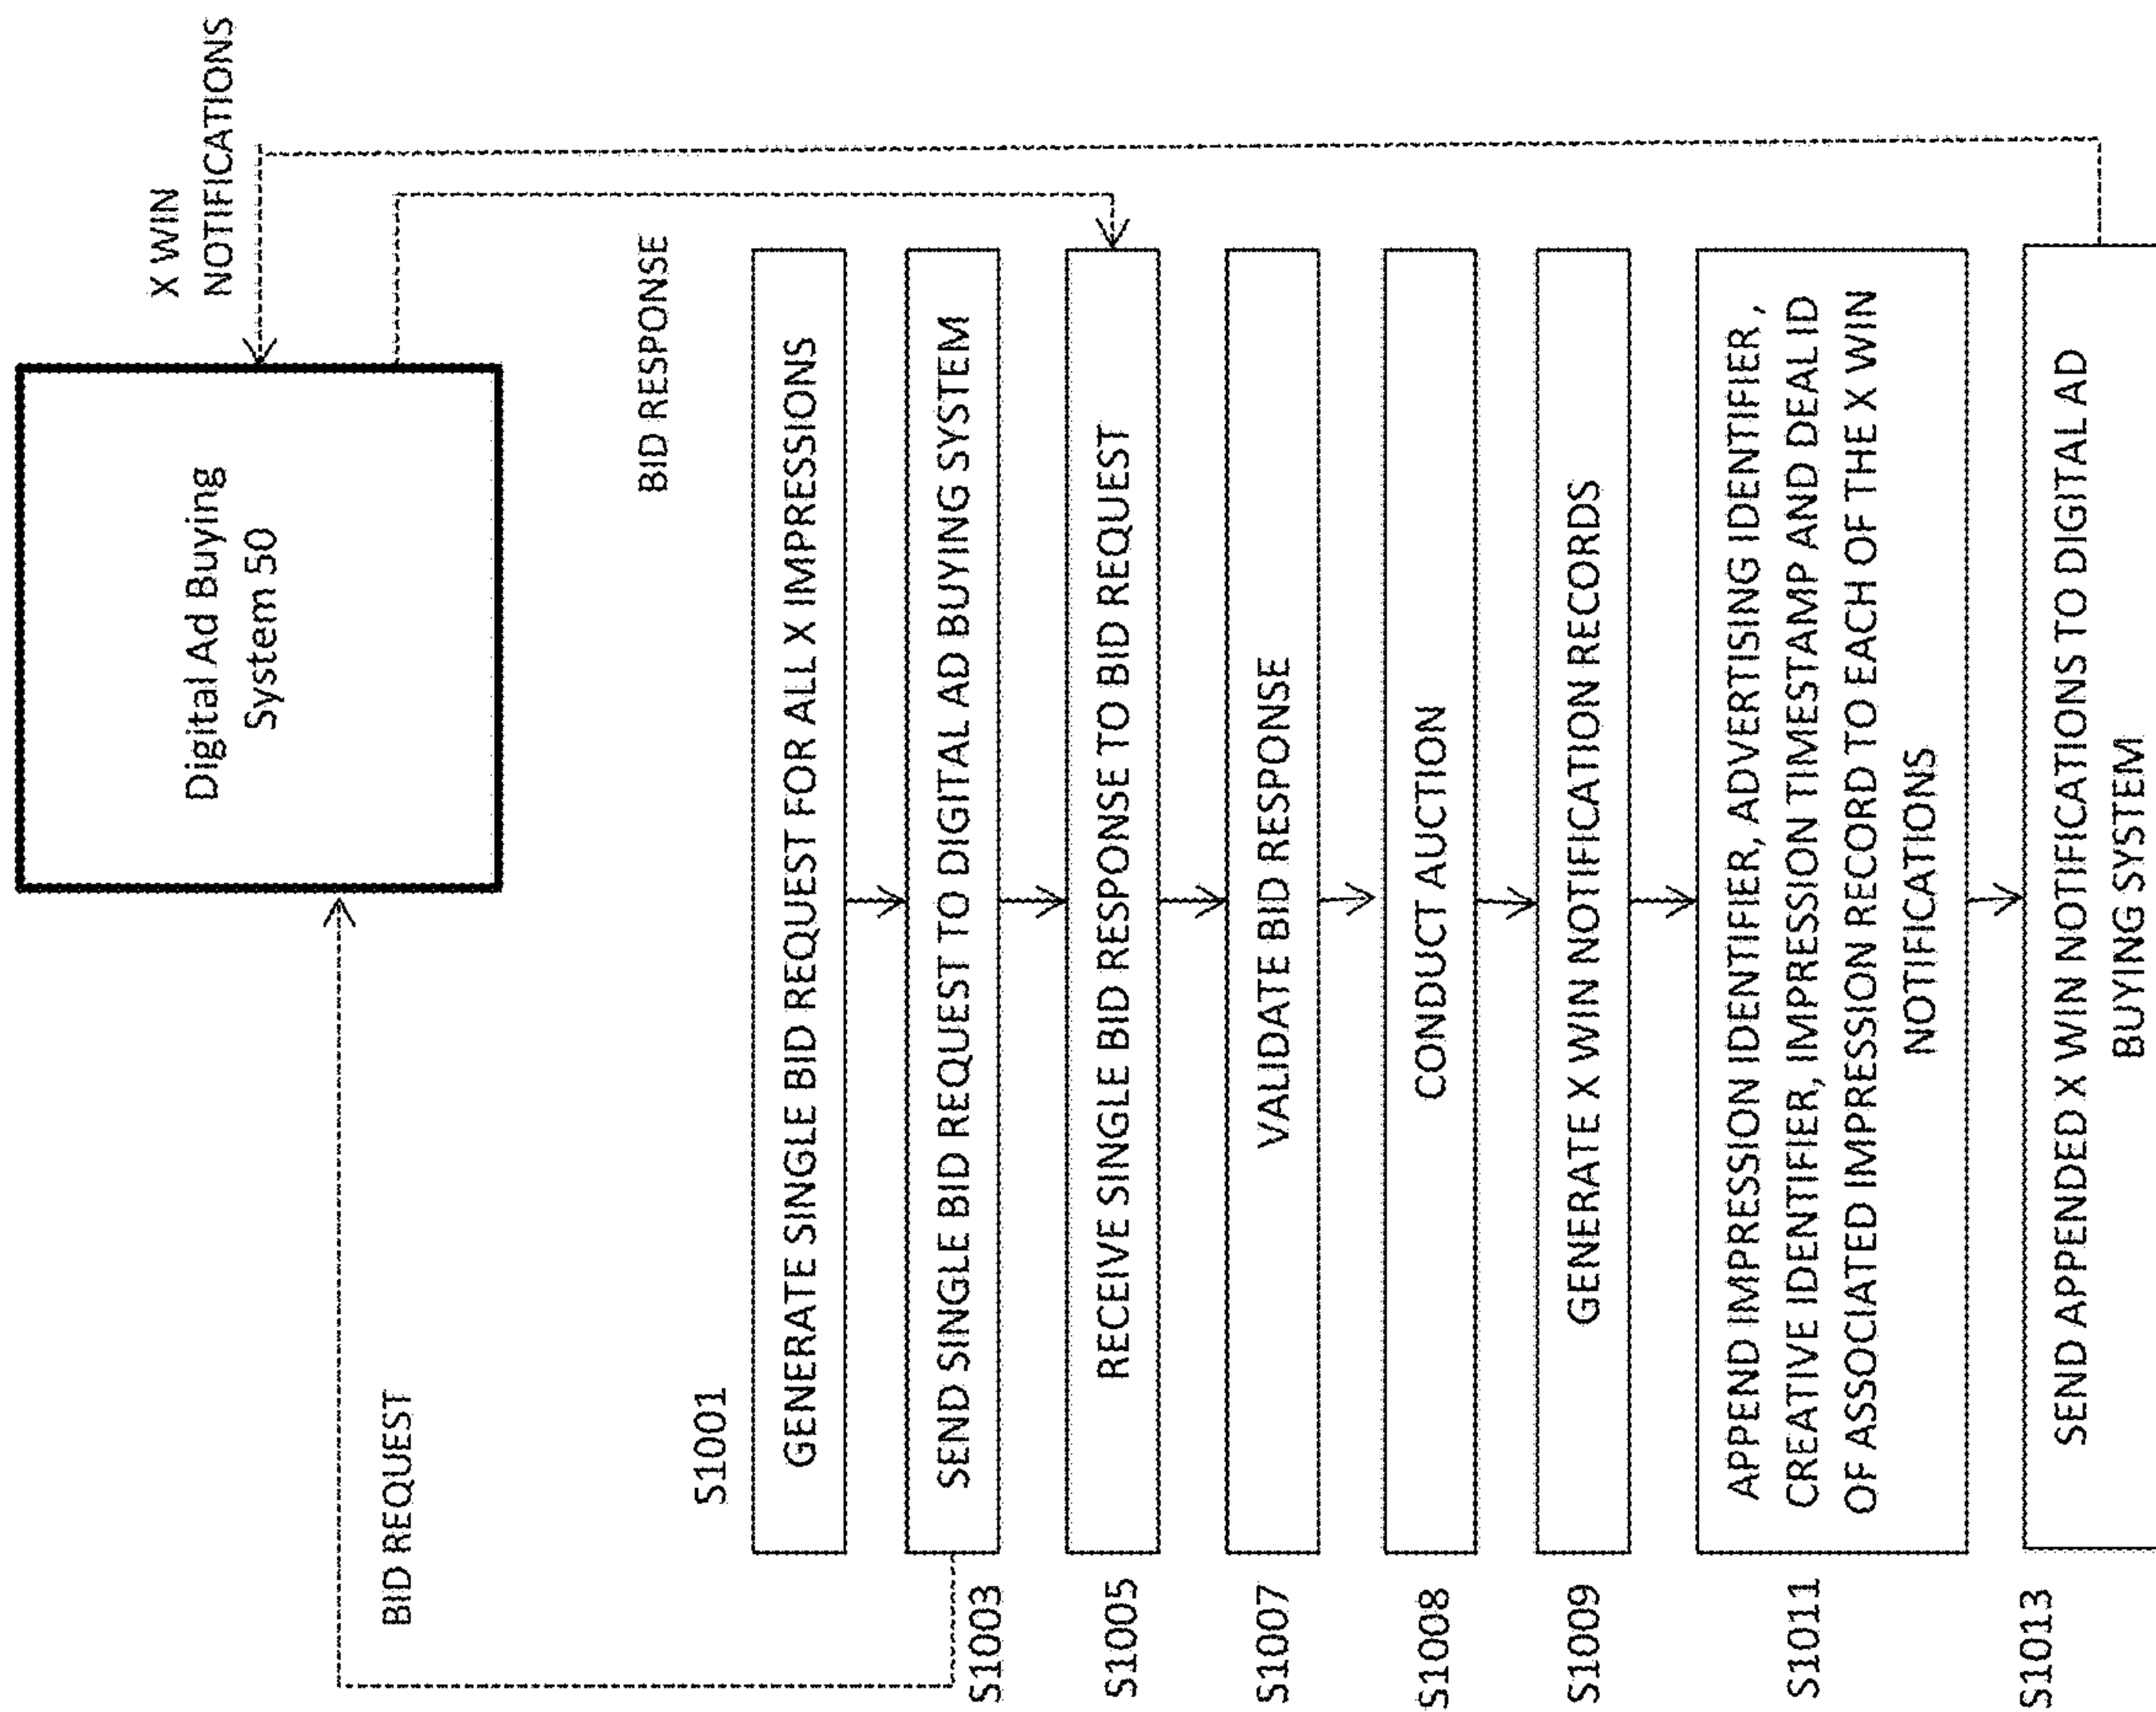 X WIN
NOTIFICATIONS
Digital Ad Buying
System 50
BID REQUEST
BID RESPONSE
S1001
GENERATE SINGLE BID REQUEST FOR ALL X IMPRESSIONS
S1003
SEND SINGLE BID REQUEST TO DIGITAL AD BUYING SYSTEM
S1005
RECEIVE SINGLE BID RESPONSE TO BID REQUEST
S1007
VALIDATE BID RESPONSE
S1008
CONDUCT AUCTION
S1009
GENERATE X WIN NOTIFICATION RECORDS
S1011
APPEND IMPRESSION IDENTIFIER, ADVERTISING IDENTIFIER ,
CREATIVE IDENTIFIER, IMPRESSION TIMESTAMP AND DEAL ID
OF ASSOCIATED IMPRESSION RECORD TO EACH OF THE X WIN
NOTIFICATIONS
S1013
SEND APPENDED X WIN NOTIFICATIONS TO DIGITAL AD
BUYING SYSTEM